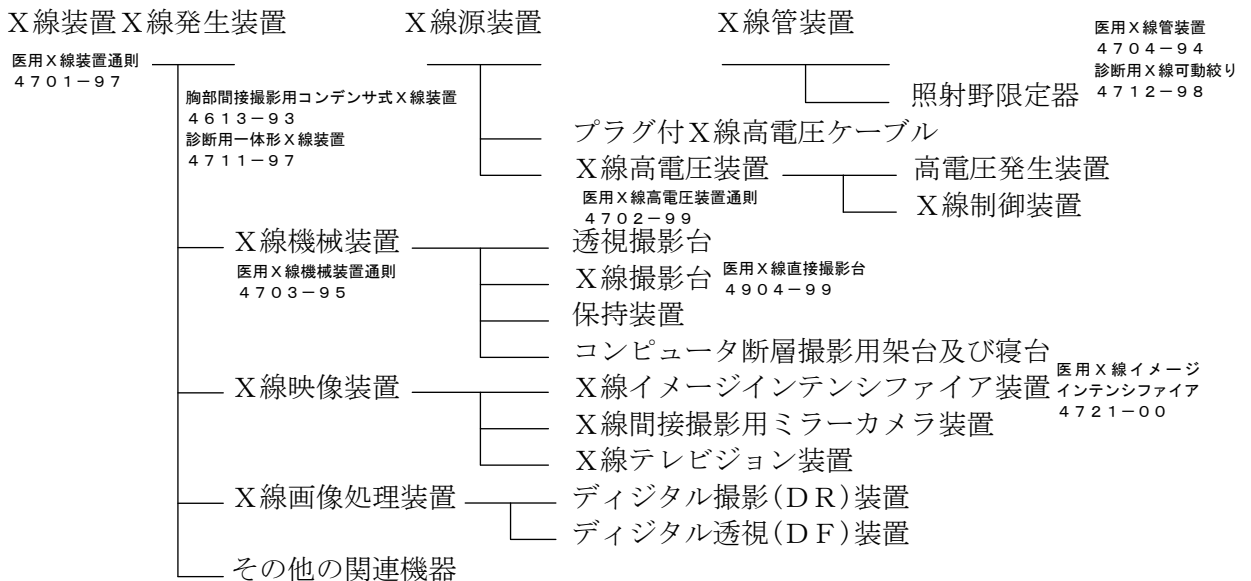 X線装置 X線発生装置 X線源装置 X線管装置
医用X線管装置
4704−94
診断用X線可動絞り
4712−98
医用X線装置通則
4701−97
照射野限定器
胸部間接撮影用コンデンサ式X線装置
4613−93
診断用一体形X線装置
4711−97
プラグ付X線高電圧ケーブル
X線高電圧装置 高電圧発生装置
医用X線高電圧装置通則
4702−99
X線制御装置
X線機械装置 透視撮影台
医用X線機械装置通則
4703−95
X線撮影台 医用X線直接撮影台
4904−99
保持装置
コンピュータ断層撮影用架台及び寝台
X線映像装置 X線イメージインテンシファイア装置
医用X線イメージ
インテンシファイア
4721−00
X線間接撮影用ミラーカメラ装置
X線テレビジョン装置
X線画像処理装置 ディジタル撮影(DR)装置
ディジタル透視(DF)装置
その他の関連機器